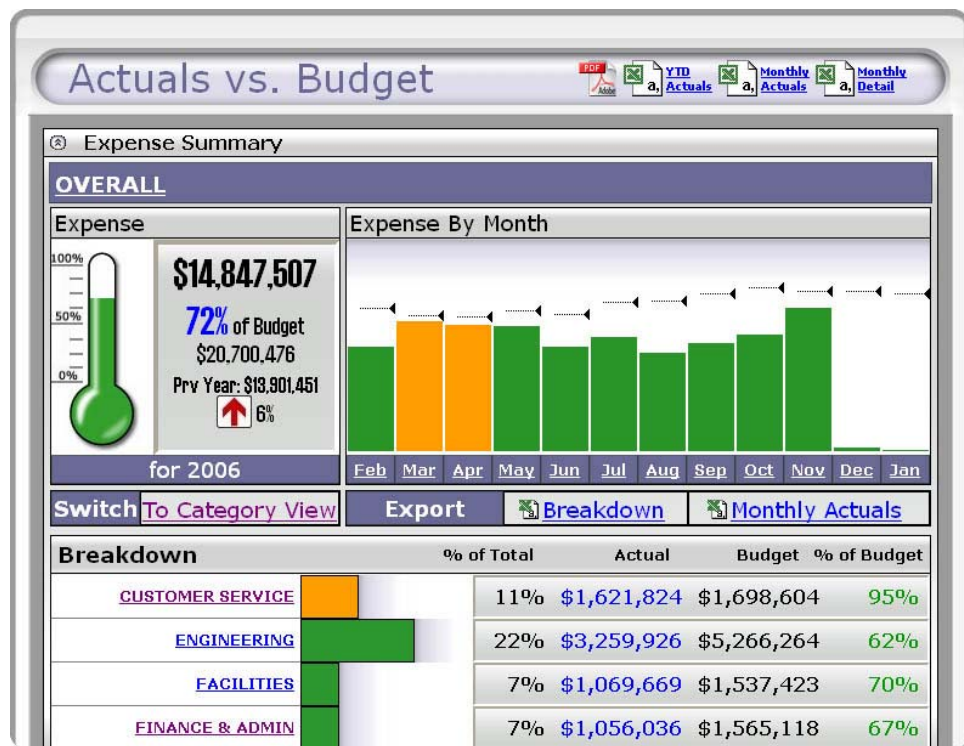 Actuals vs. Budget
PDF
Adobe
a,
YTD
Actuals
a,
Monthly
Actuals
a,
Monthly
Detail
Expense Summary
OVERALL
Expense
Expense By Month
100%
50%
0%
$14,847,507
72% of Budget
$20,700,476
Prv Year: $13,901,451
6%
for 2006
Feb Mar Apr May Jun Jul Aug Sep Oct Nov Dec Jan
Switch To Category View
Export Breakdown Monthly Actuals
Breakdown % of Total Actual Budget % of Budget
CUSTOMER SERVICE 11% $1,621,824 $1,698,604 95%
ENGINEERING 22% $3,259,926 $5,266,264 62%
FACILITIES 7% $1,069,669 $1,537,423 70%
FINANCE & ADMIN 7% $1,056,036 $1,565,118 67%